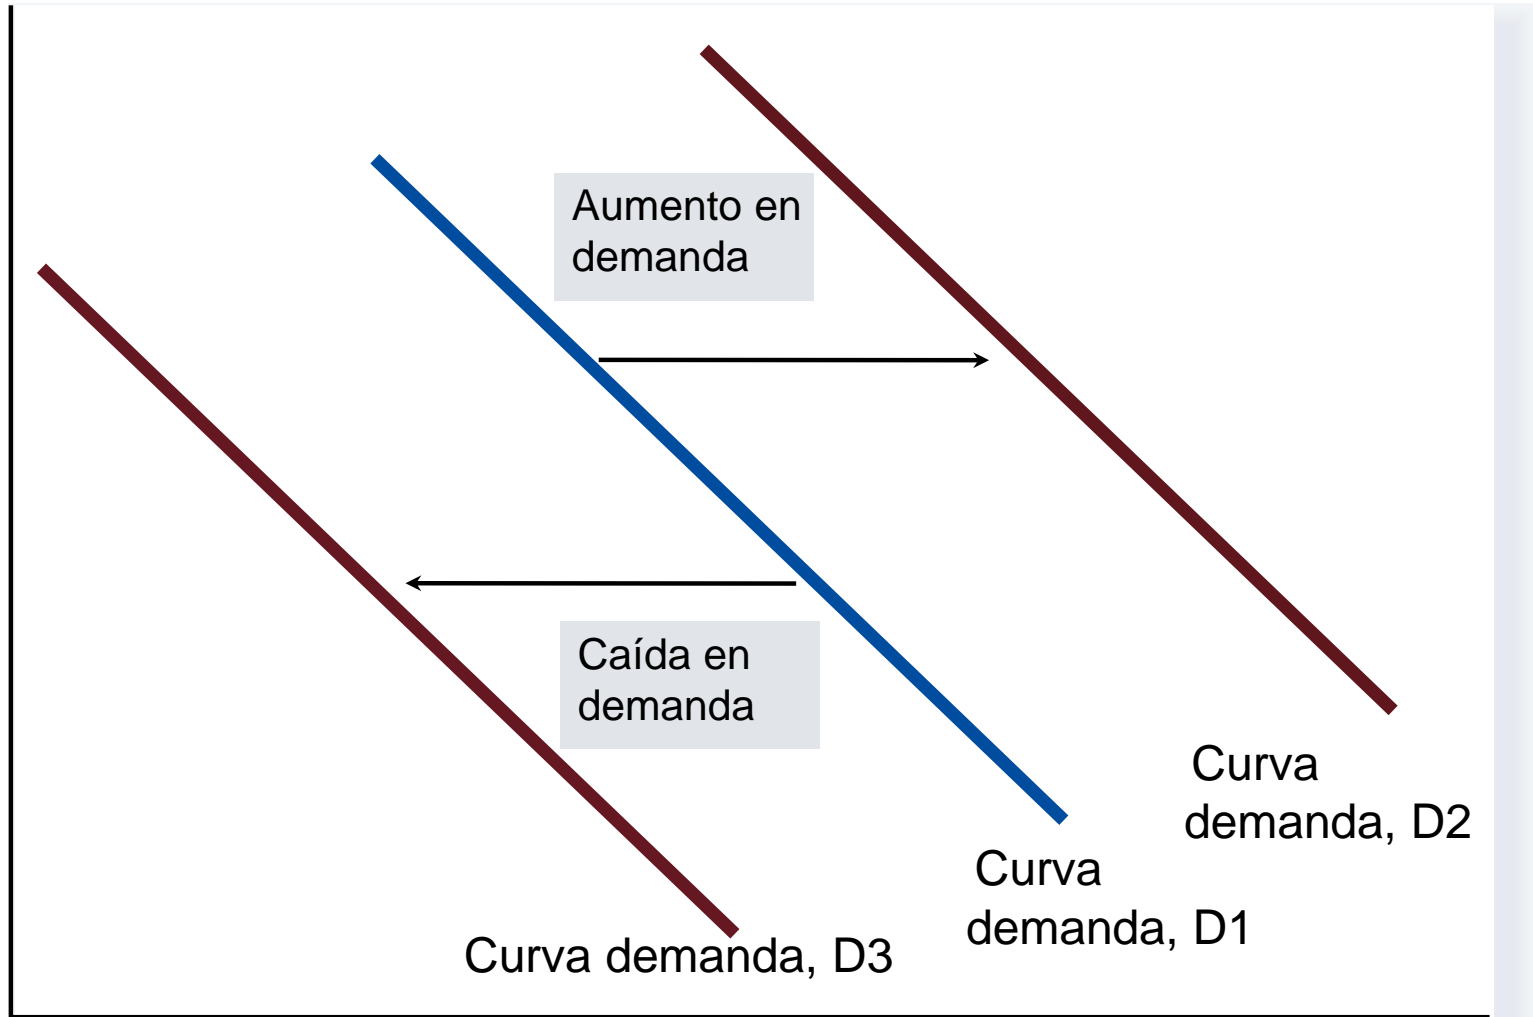 Aumento en
demanda
Caída en
demanda
Curva
demanda, D2
Curva
demanda, D1
Curva demanda, D3